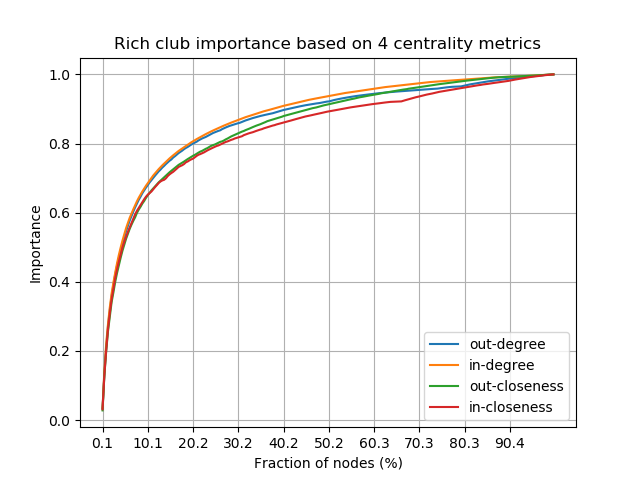 Rich club importance based on 4 centrality metrics
1.0
0.8
0.6
0.4
0.2
0.0
Importance
out-degree
in-degree
out-closeness
in-closeness
0.1 10.1 20.2 30.2 40.2 50.2 60.3 70.3 80.3 90.4
Fraction of nodes (%)